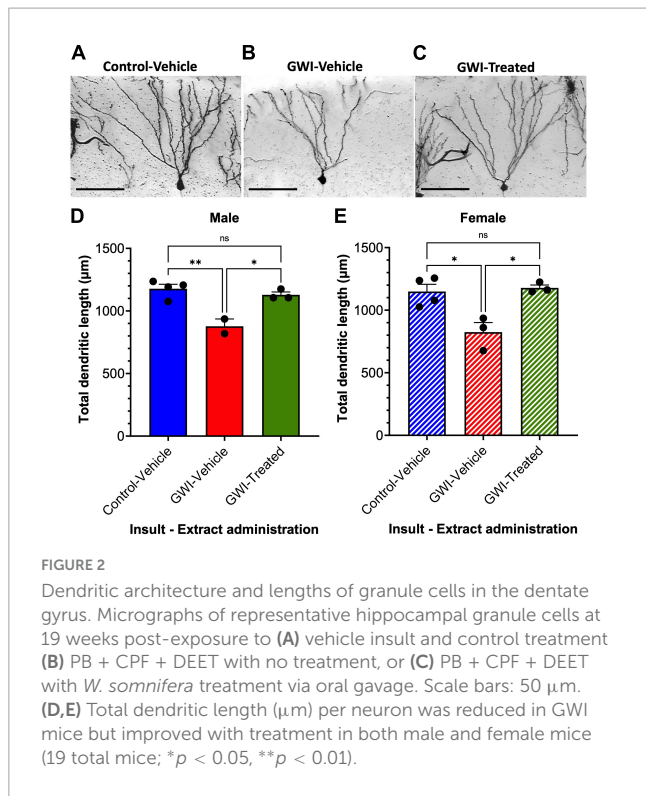 A
B
C
Control-Vehicle
GWI-Vehicle
GWI-Treated
D
Male
ns
**
*
Total dendritic length (μm)
1500
1000
500
0
Control-Vehicle
GWI-Vehicle
GWI-Treated
Insult - Extract administration
E
Female
ns
*
*
Total dendritic length (μm)
1500
1000
500
0
Control-Vehicle
GWI-Vehicle
GWI-Treated
Insult - Extract administration
FIGURE 2
Dendritic architecture and lengths of granule cells in the dentate
gyrus. Micrographs of representative hippocampal granule cells at
19 weeks post-exposure to (A) vehicle insult and control treatment
(B) PB + CPF + DEET with no treatment, or (C) PB + CPF + DEET
with W. somnifera treatment via oral gavage. Scale bars: 50 μm.
(D,E) Total dendritic length (μm) per neuron was reduced in GWI
mice but improved with treatment in both male and female mice
(19 total mice; *p < 0.05, **p < 0.01).